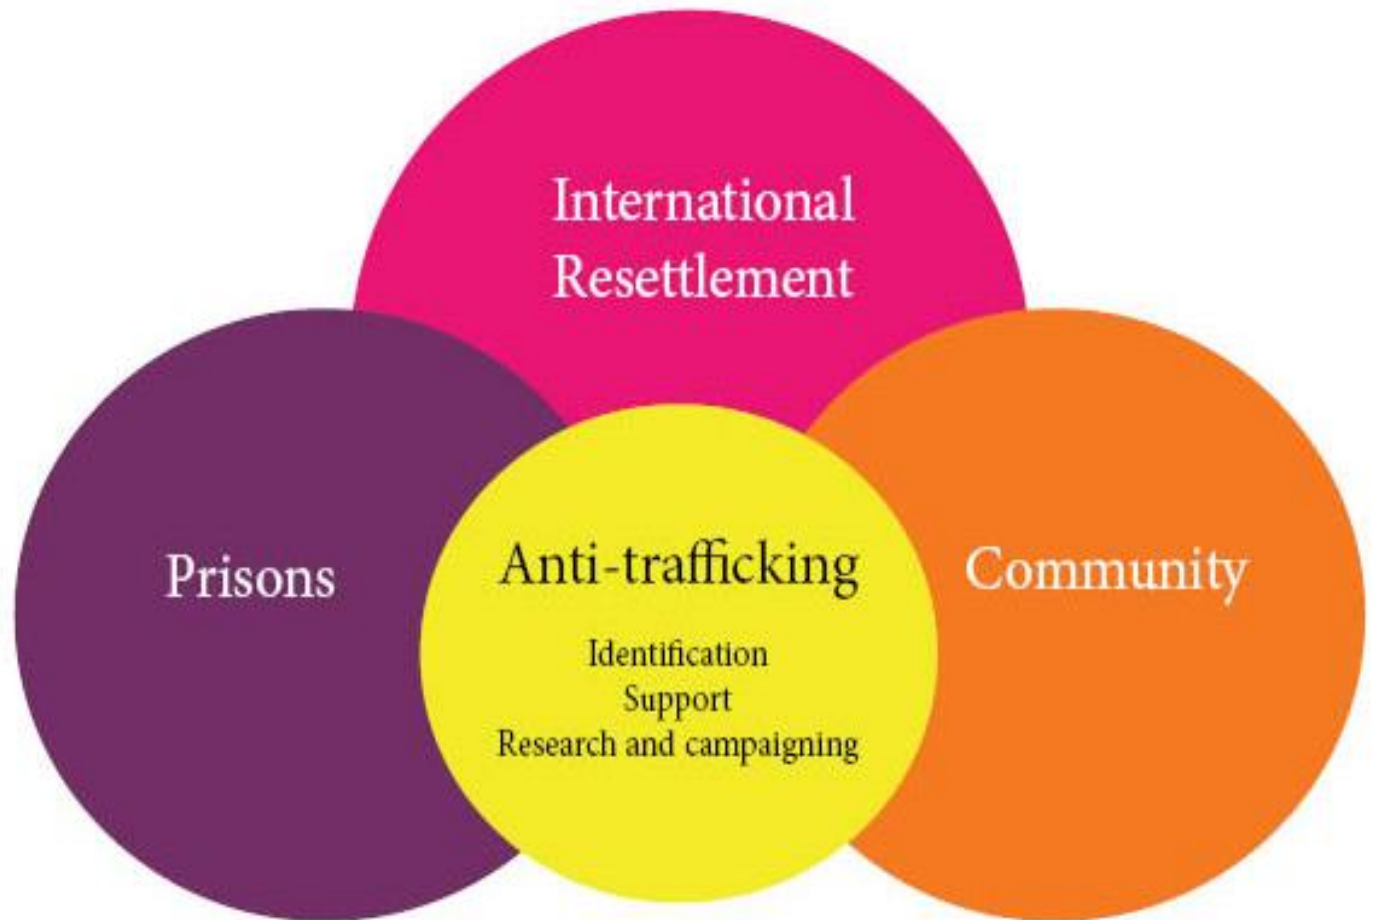 International
Resettlement
Prisons
Anti-trafficking
Identification
Support
Research and campaigning
Community